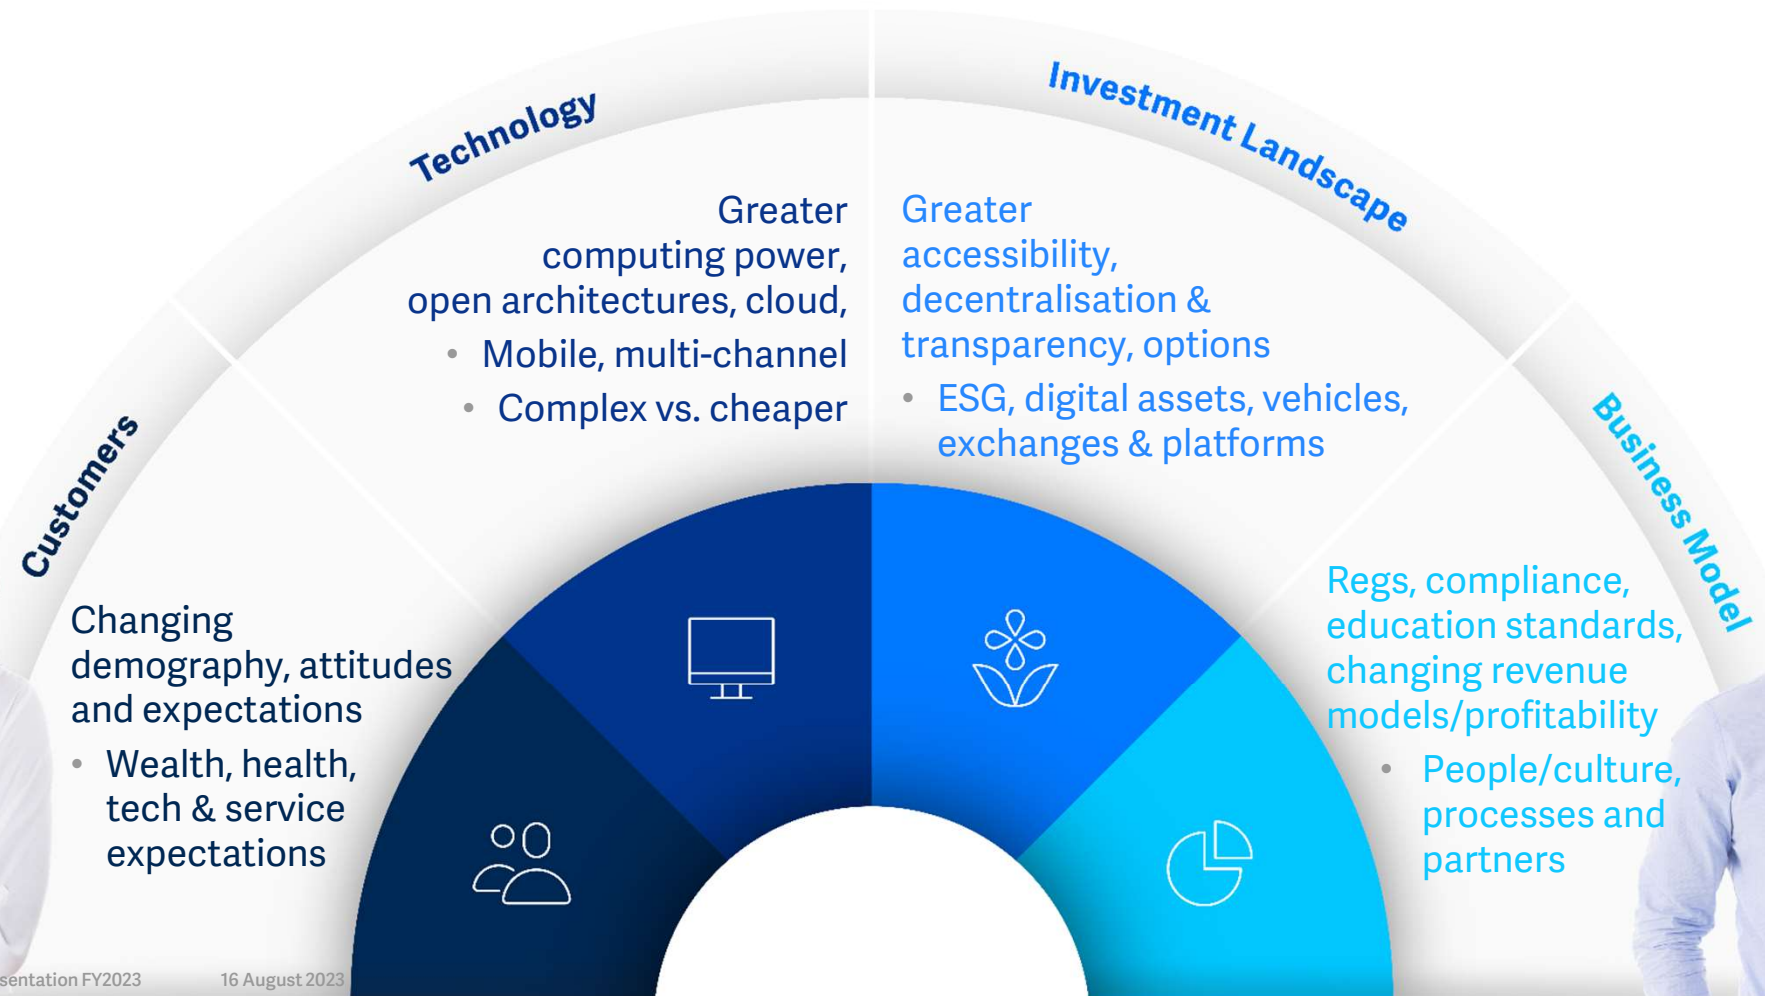 Customers
Changing
demography, attitudes
and expectations
• Wealth, health,
tech & service
expectations
Technology
Greater
computing power,
open architectures, cloud,
• Mobile, multi-channel
• Complex vs. cheaper
Investment Landscape
Greater
accessibility,
decentralisation &
transparency, options
• ESG, digital assets, vehicles,
exchanges & platforms
Business Model
Regs, compliance,
education standards,
changing revenue
models/profitability
• People/culture,
processes and
partners
sentation FY2023
16 August 2023